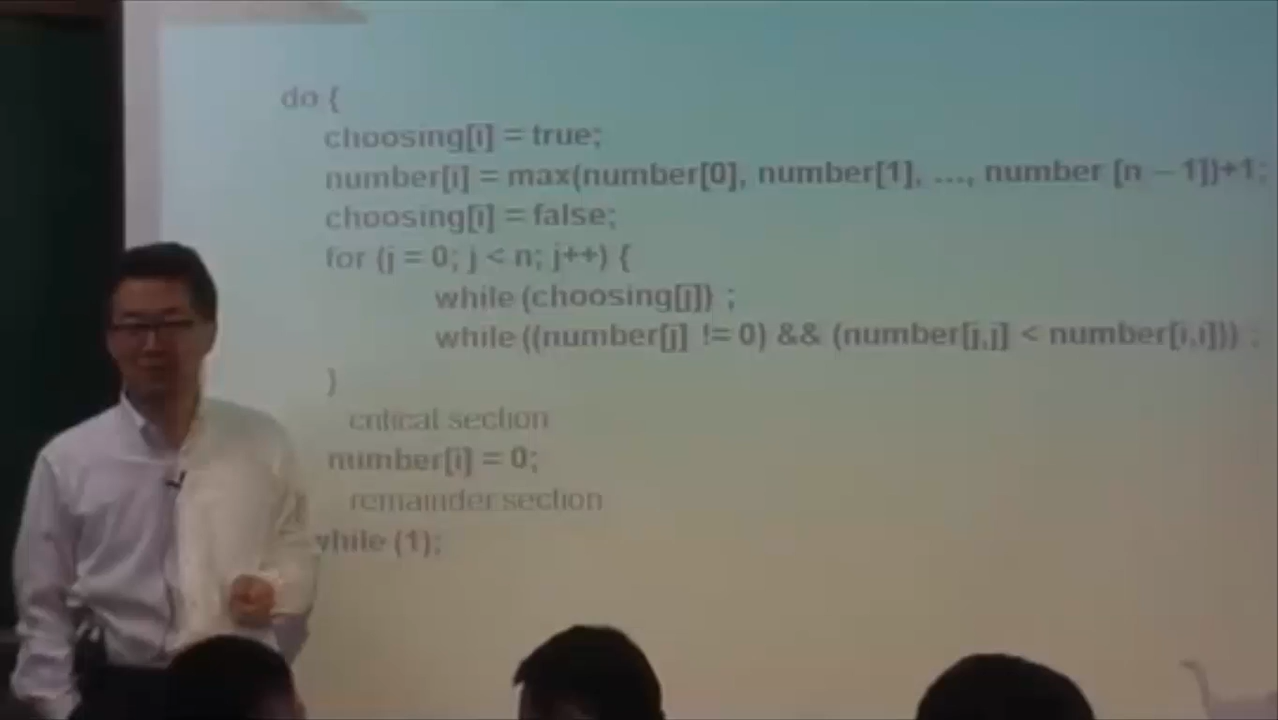 do {
choosing[i] = true;
number[i] = max(number[0], number[1], …, number [n – 1])+1;
choosing[i] = false;
for (j = 0; j < n; j++) {
while (choosing[j]) ;
while ((number[j] != 0) && (number[j,j] < number[i,i])) ;
}
critical section
number[i] = 0;
remainder section
while (1);